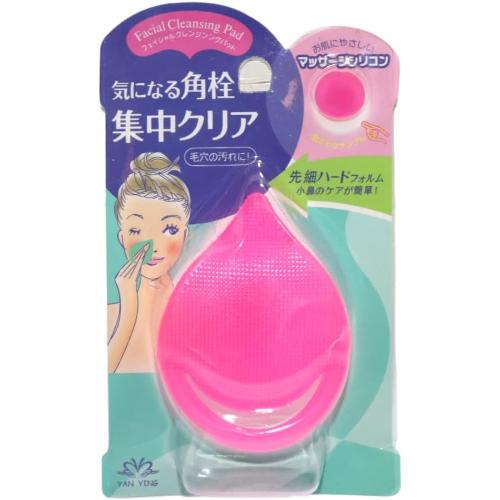 Facial Cleansing Pad
フェイシャルクレンジングパット
気になる角栓
集中クリア
毛穴の汚れに!
お肌にやさしい
マッサージシリコン
先細ハードフォルム
小鼻のケアが簡単!
YAN YING